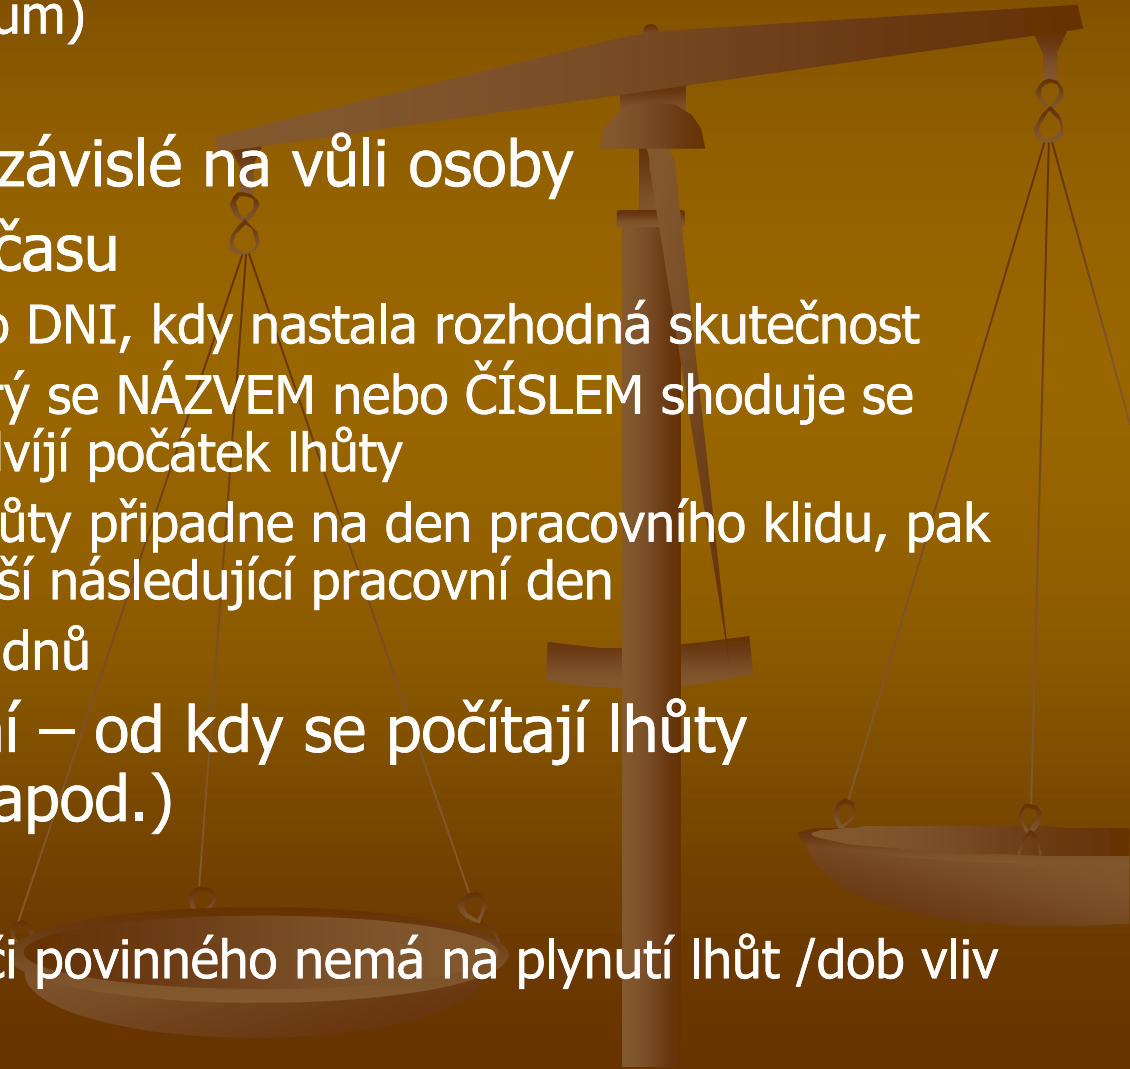 um)
závislé na vůli osoby
času
o DNI, kdy nastala rozhodná skutečnost
rý se NÁZVEM nebo ČÍSLEM shoduje se
víjí počátek lhůty
ůty připadne na den pracovního klidu, pak
ší následující pracovní den
dnů
ní – od kdy se počítají lhůty
apod.)
či povinného nemá na plynutí lhůt /dob vliv